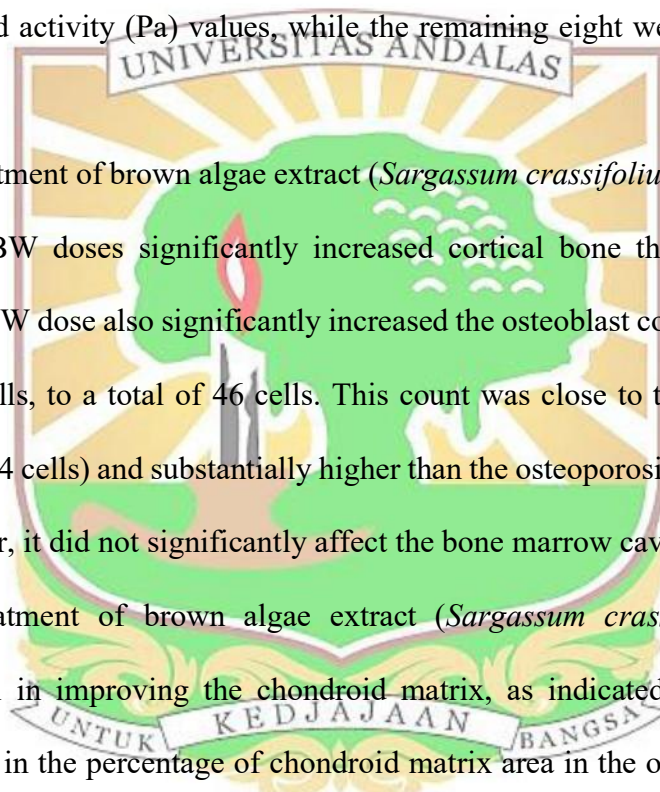 d activity (Pa) values, while the remaining eight we
UNIVERSITAS ANDALAS
tment of brown algae extract (Sargassum crassifoliu
BW doses significantly increased cortical bone th
W dose also significantly increased the osteoblast co
lls, to a total of 46 cells. This count was close to t
4 cells) and substantially higher than the osteoporosi
r, it did not significantly affect the bone marrow cav
atment of brown algae extract (Sargassum cras
in improving the chondroid matrix, as indicated
UNTUK KEDJAJAAN BANGSA
in the percentage of chondroid matrix area in the o